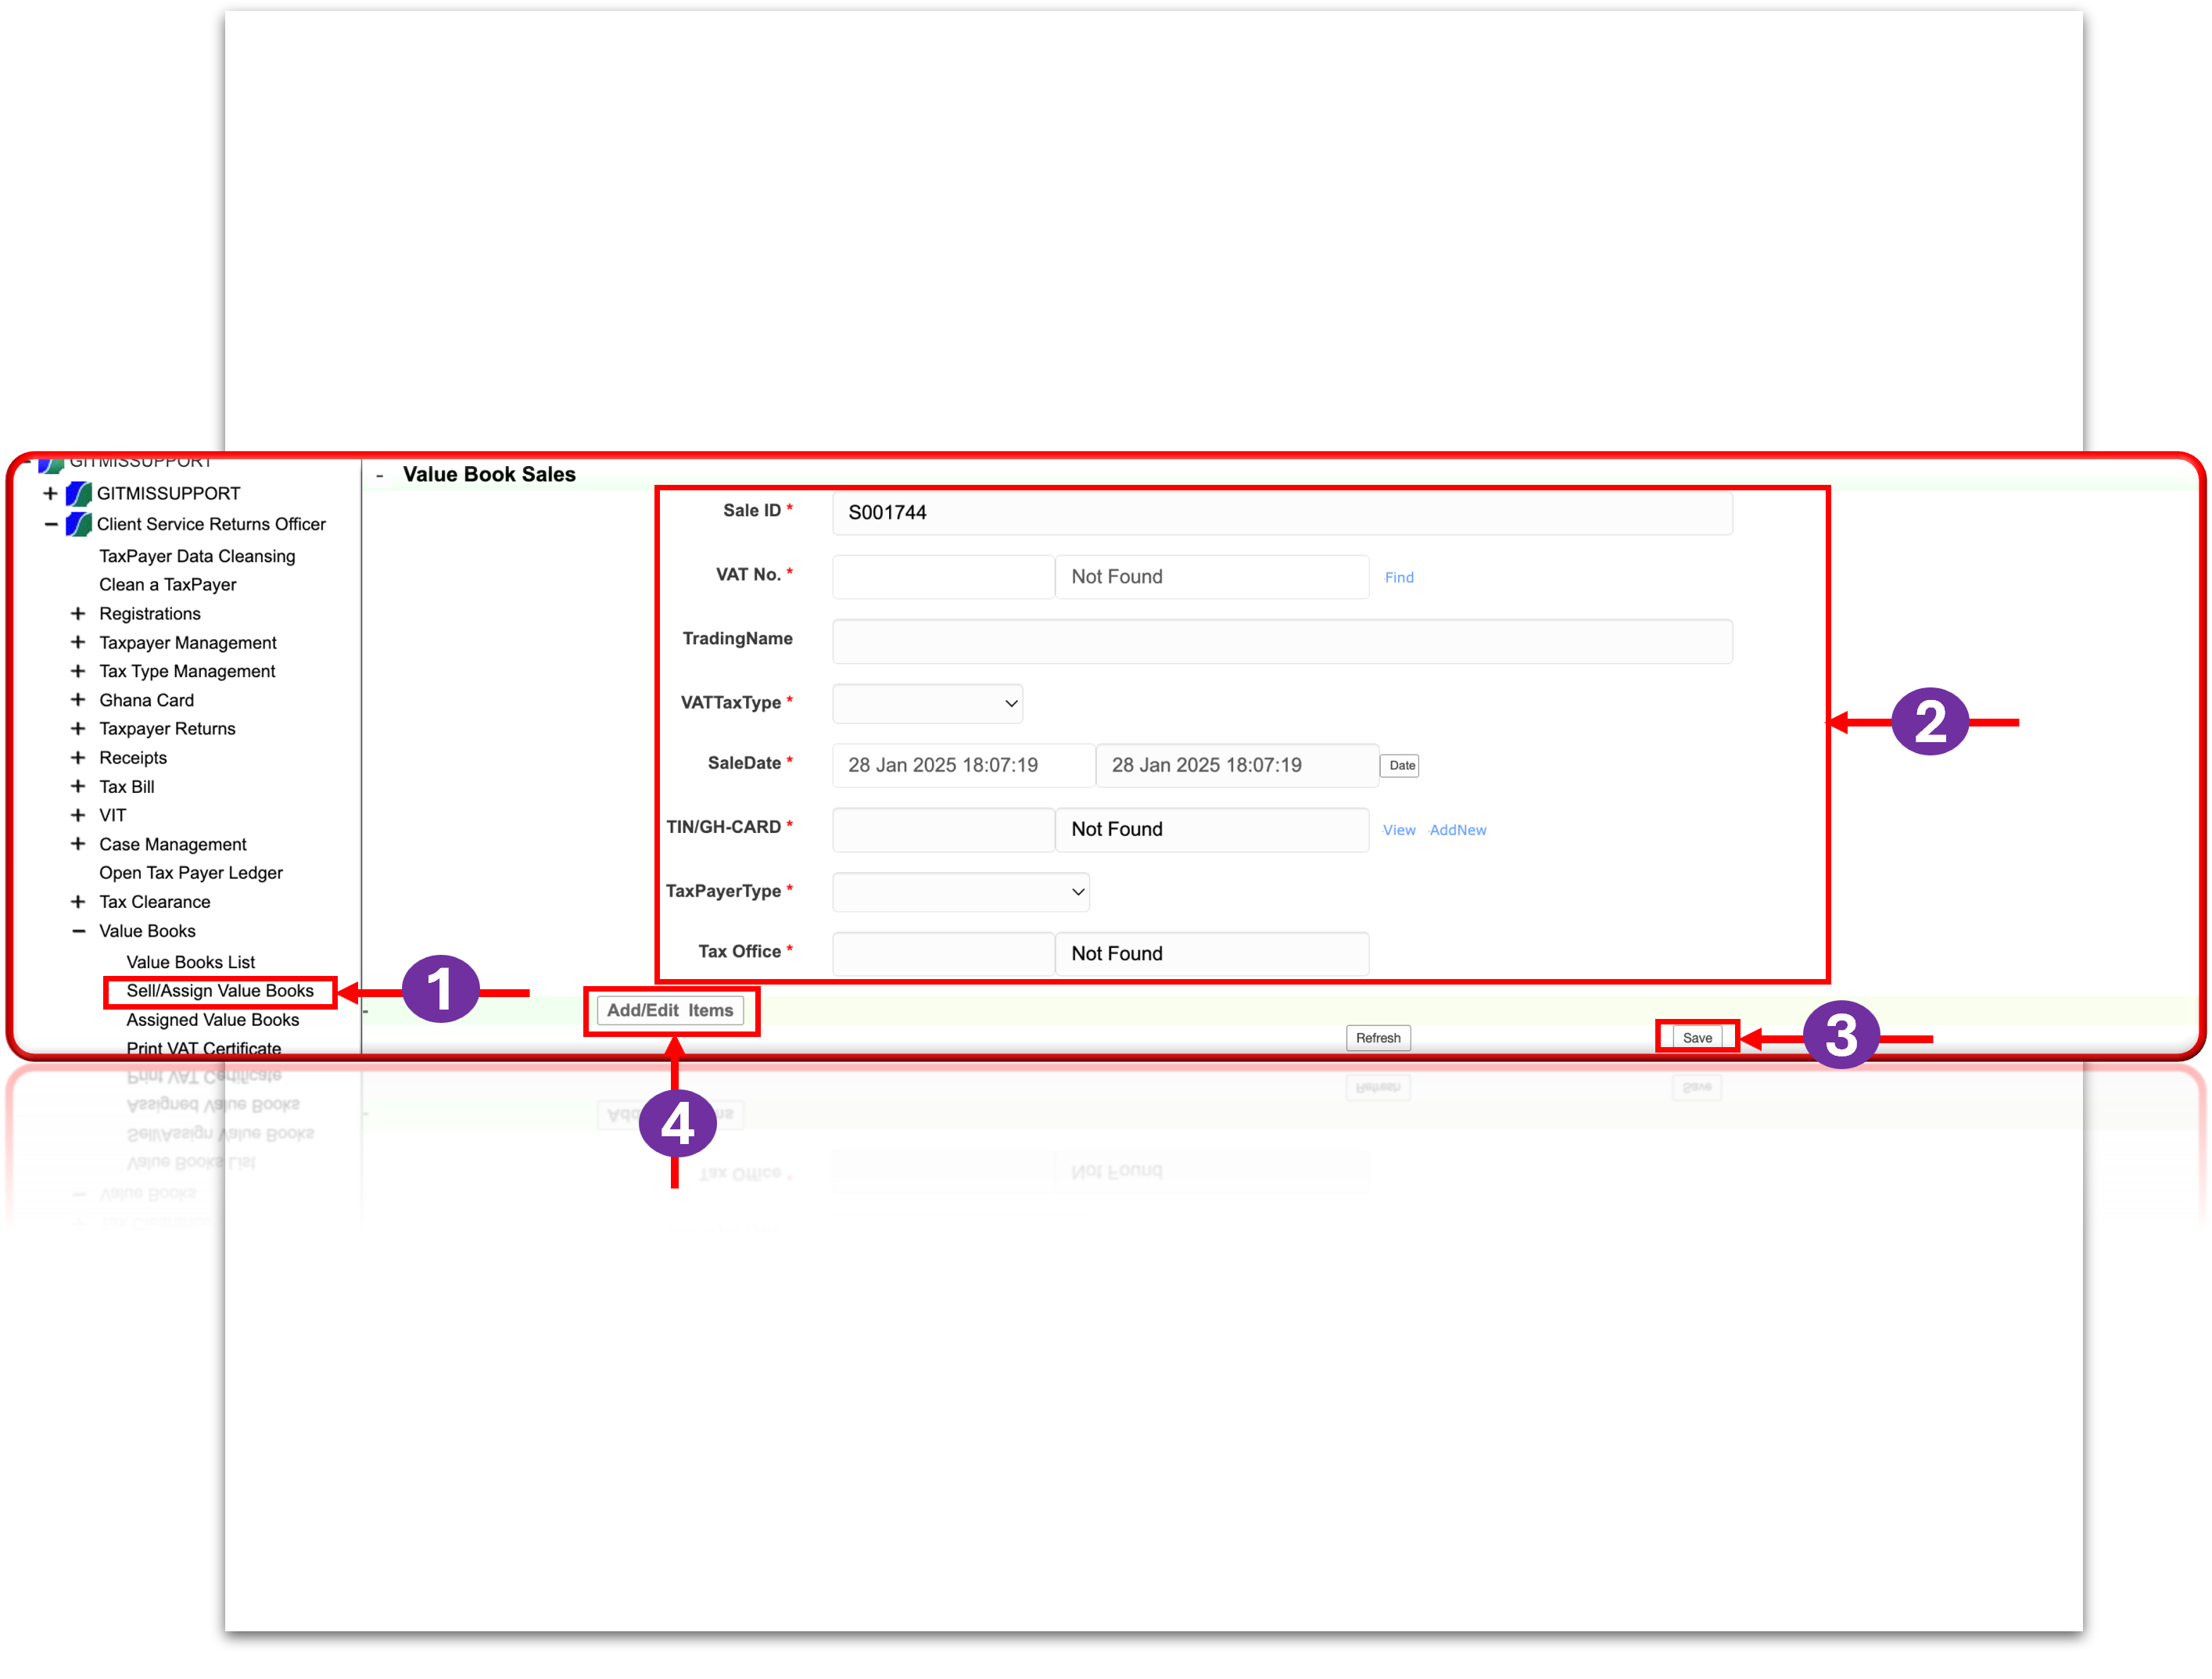 GITMISSUPPORT
GITMISSUPPORT
Client Service Returns Officer
TaxPayer Data Cleansing
Clean a TaxPayer
Registrations
Taxpayer Management
Tax Type Management
Ghana Card
Taxpayer Returns
Receipts
Tax Bill
VIT
Case Management
Open Tax Payer Ledger
Tax Clearance
Value Books
Value Books List
Sell/Assign Value Books
Assigned Value Books
Print VAT Certificate
- Value Book Sales
Sale ID * S001744
VAT No. * Not Found Find
TradingName
VATTaxType *
SaleDate * 28 Jan 2025 18:07:19 28 Jan 2025 18:07:19 Date
TIN/GH-CARD * Not Found View AddNew
TaxPayerType *
Tax Office * Not Found
- Add/Edit Items
Refresh Save
1
2
3
4